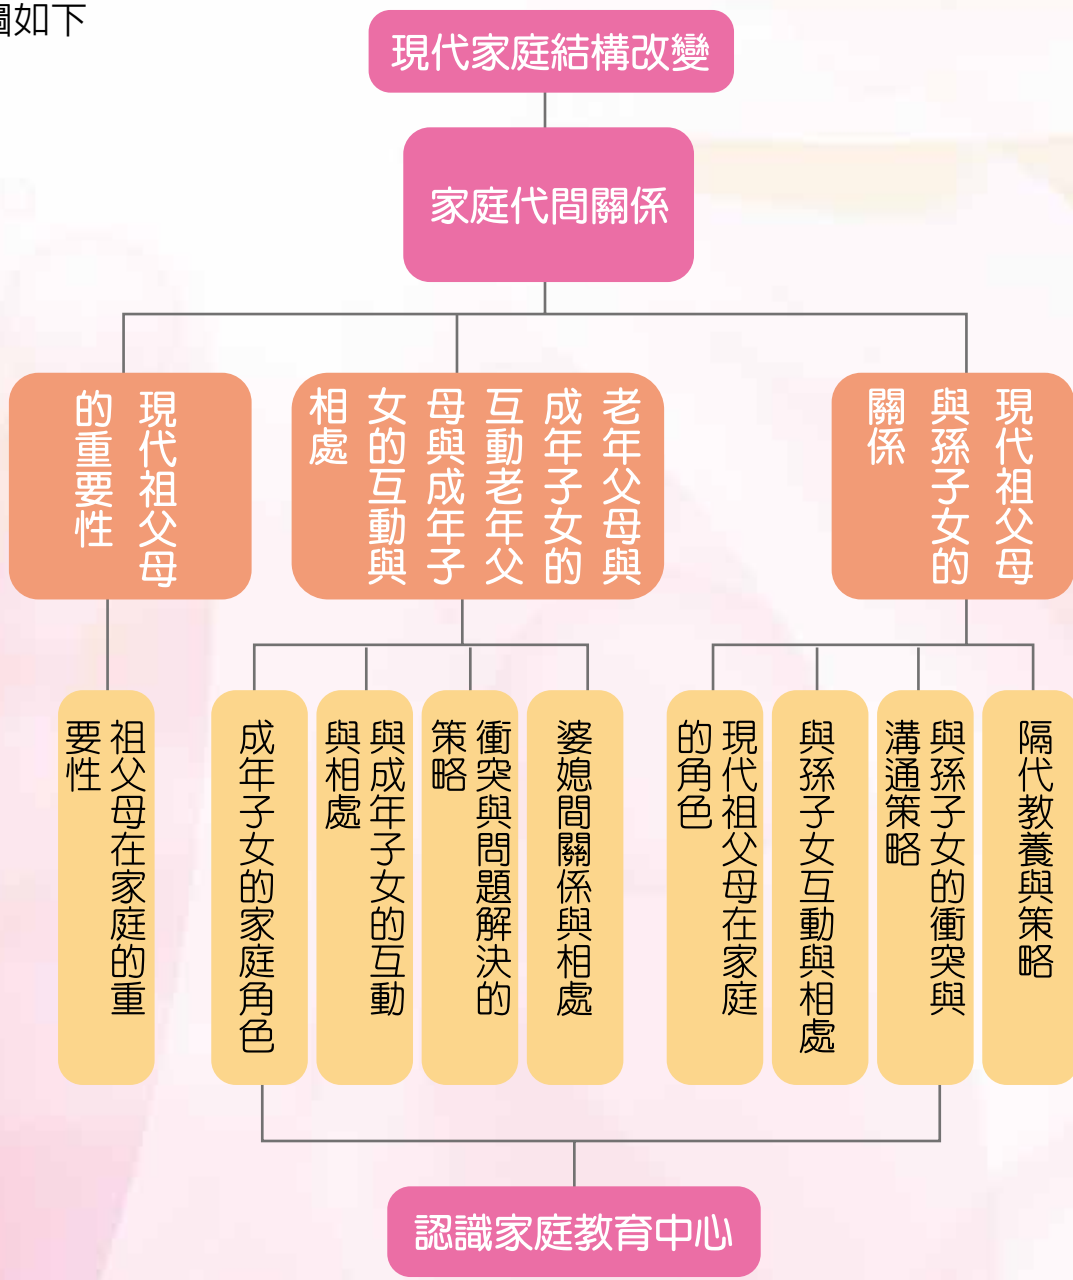 圖如下
現代家庭結構改變
家庭代間關係
現代祖父母
的重要性
老年父母與
成年子女的
互動老年父
母與成年子
女的互動與
相處
現代祖父母
與孫子女的
關係
祖父母在家庭的重
要性
成年子女的家庭角色
與成年子女的互動
與相處
衝突與問題解決的
策略
婆媳間關係與相處
現代祖父母在家庭
的角色
與孫子女互動與相處
與孫子女的衝突與
溝通策略
隔代教養與策略
認識家庭教育中心